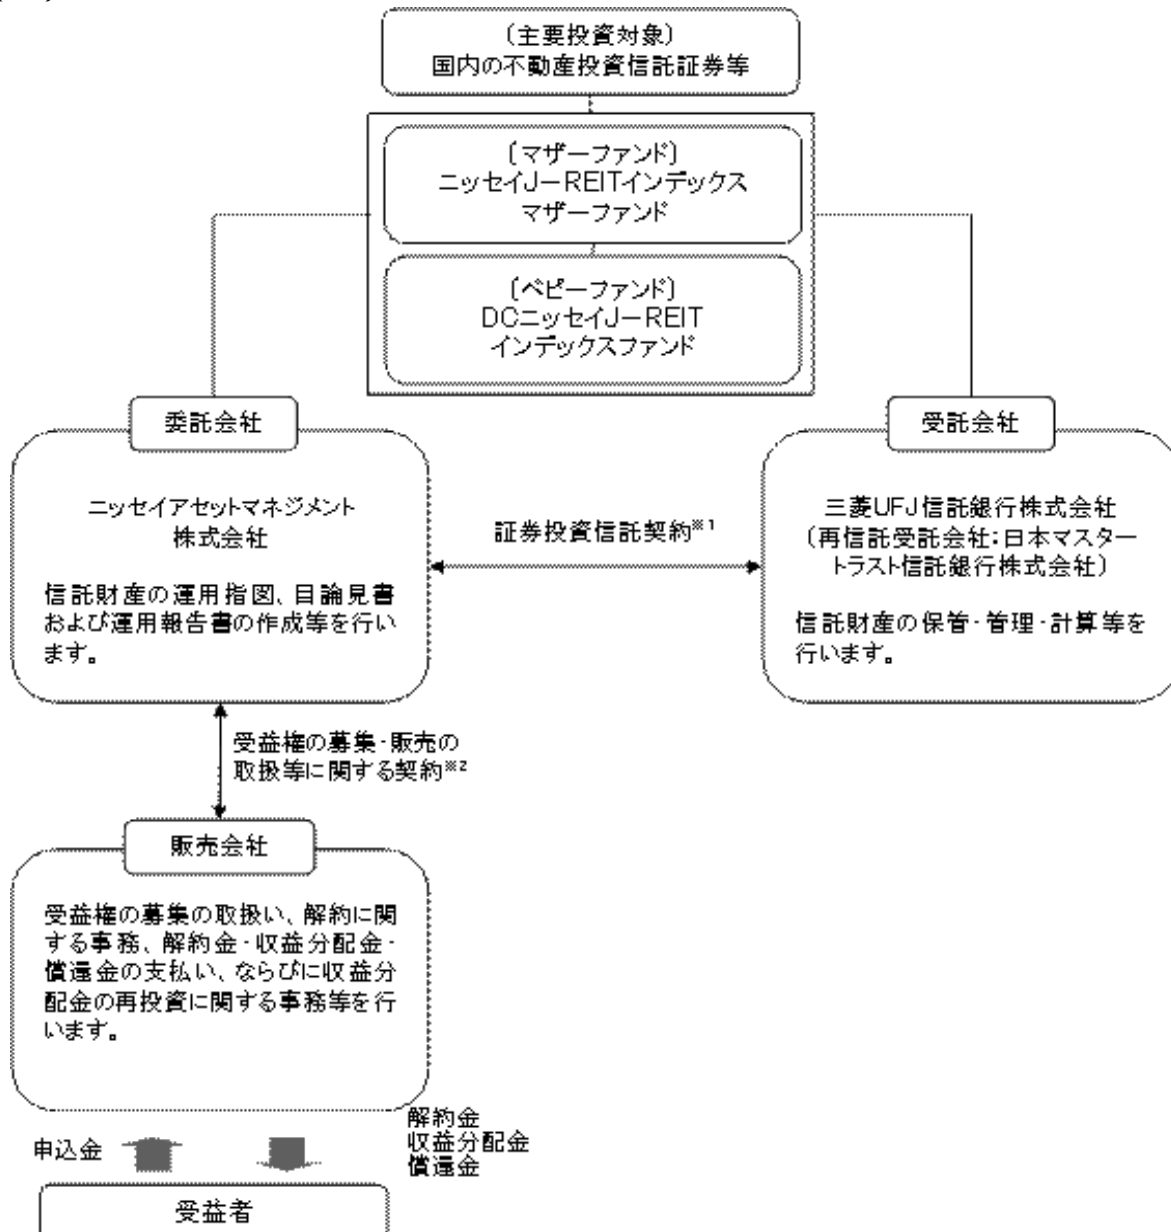 (主要投資対象)
国内の不動産投資信託証券等
〔マザーファンド〕
ニッセイJ－REITインデックス
マザーファンド
〔ベビーファンド〕
DCニッセイJ－REIT
インデックスファンド
委託会社
ニッセイアセットマネジメント
株式会社
信託財産の運用指図、目論見書
および運用報告書の作成等を行い
ます。
証券投資信託契約※1
受託会社
三菱UFJ信託銀行株式会社
(再信託受託会社：日本マスター
トラスト信託銀行株式会社)
信託財産の保管・管理・計算等を
行います。
受益権の募集・販売の
取扱等に関する契約※2
販売会社
受益権の募集の取扱い、解約に関
する事務、解約金・収益分配金・
償還金の支払い、ならびに収益分
配金の再投資に関する事務等を行
います。
申込金
解約金
収益分配金
償還金
受益者